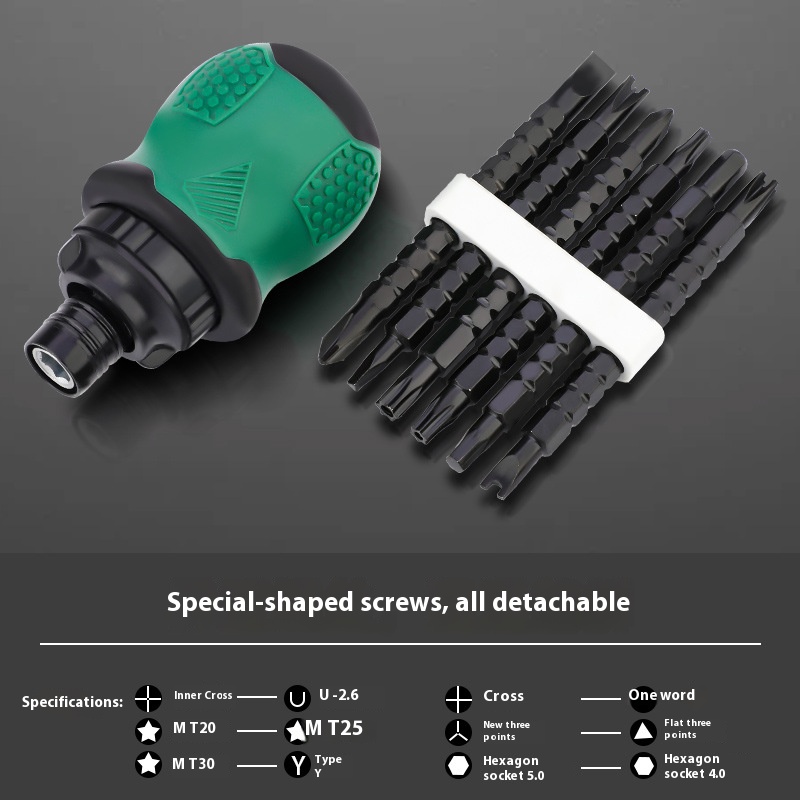 Special-shaped screws, all detachable
Specifications:
Inner Cross
U -2.6
Cross
One word
M T20
M T25
New three
points
Flat three
points
M T30
Type
Y
Hexagon
socket 5.0
Hexagon
socket 4.0